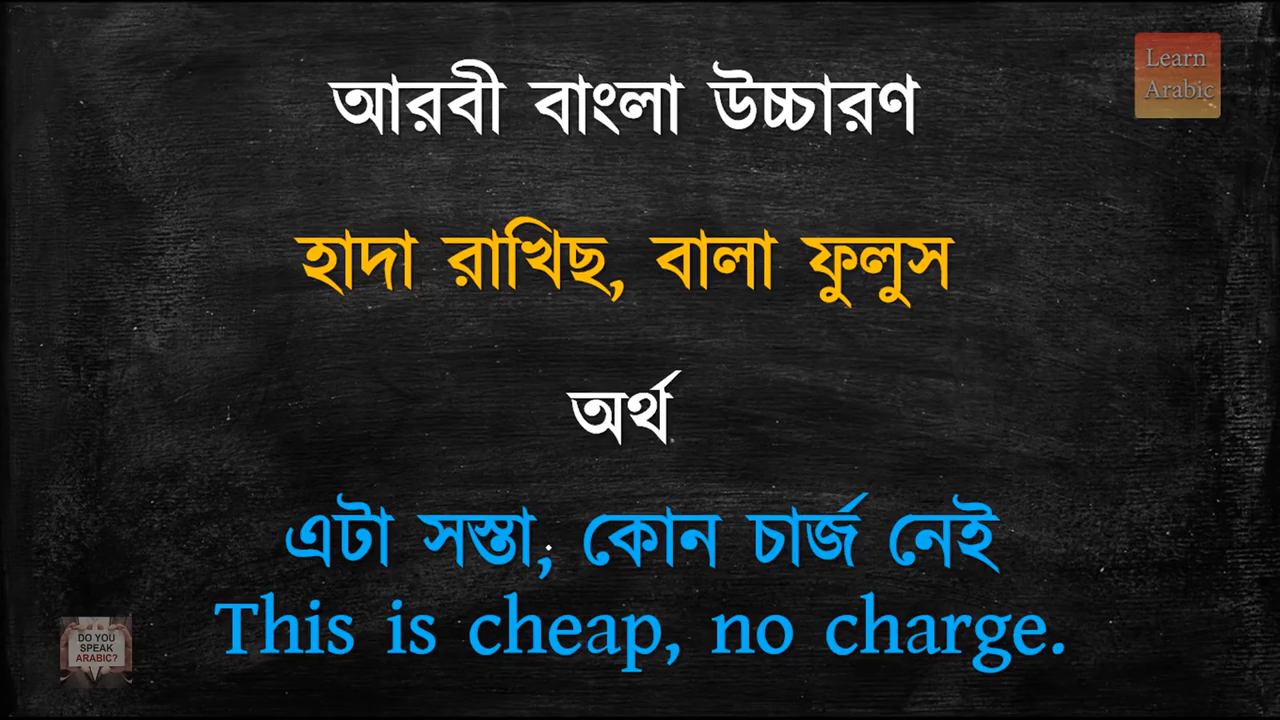 Learn
Arabic
আরবী বাংলা উচ্চারণ
হাদা রাখিছ, বালা ফুলুস
অর্থ
এটা সস্তা, কোন চার্জ নেই
This is cheap, no charge.
DO YOU
SPEAK
ARABIC?